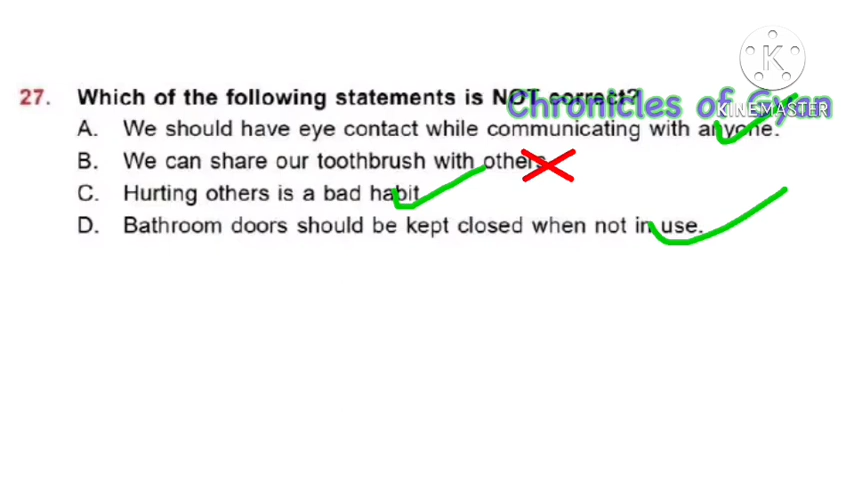 27. Which of the following statements is NOT correct?
Chronicles of Gyan
K
KINEMASTER
A. We should have eye contact while communicating with anyone.
B. We can share our toothbrush with others
C. Hurting others is a bad habit
D. Bathroom doors should be kept closed when not in use.